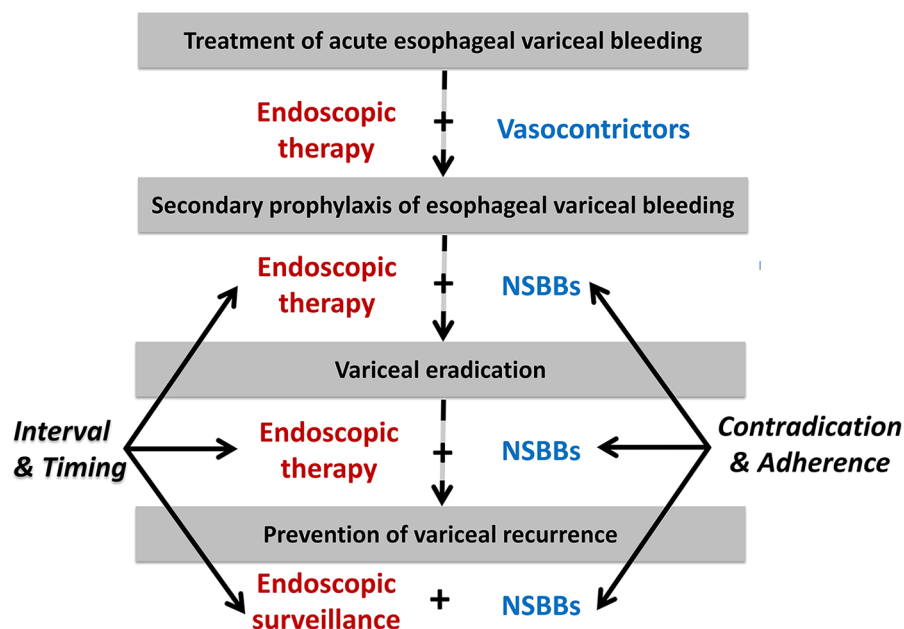 Treatment of acute esophageal variceal bleeding
Endoscopic
therapy
+
Vasocontrictors
Secondary prophylaxis of esophageal variceal bleeding
Endoscopic
therapy
+
NSBBs
Variceal eradication
Interval
& Timing
Endoscopic
therapy
+
NSBBs
Contradication
& Adherence
Prevention of variceal recurrence
Endoscopic
surveillance
+
NSBBs